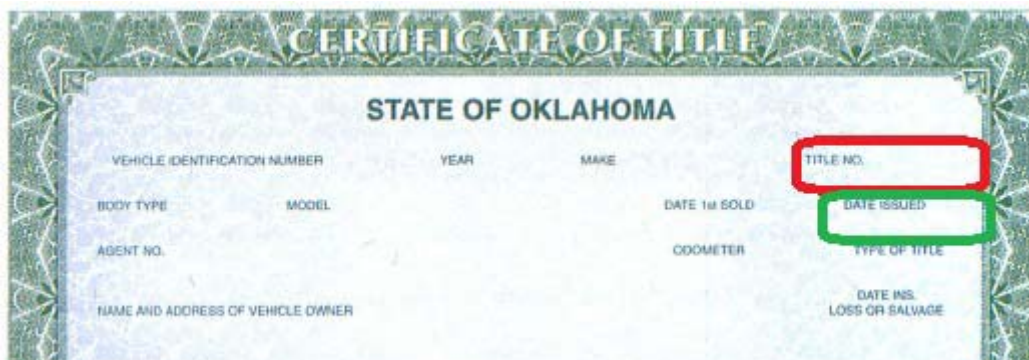 CERTIFICATE OF TITLE
STATE OF OKLAHOMA
VEHICLE IDENTIFICATION NUMBER YEAR MAKE TITLE NO.
BODY TYPE MODEL DATE 1st SOLD DATE ISSUED
AGENT NO. ODOMETER TYPE OF TITLE
DATE INS.
NAME AND ADDRESS OF VEHICLE OWNER LOSS OR SALVAGE